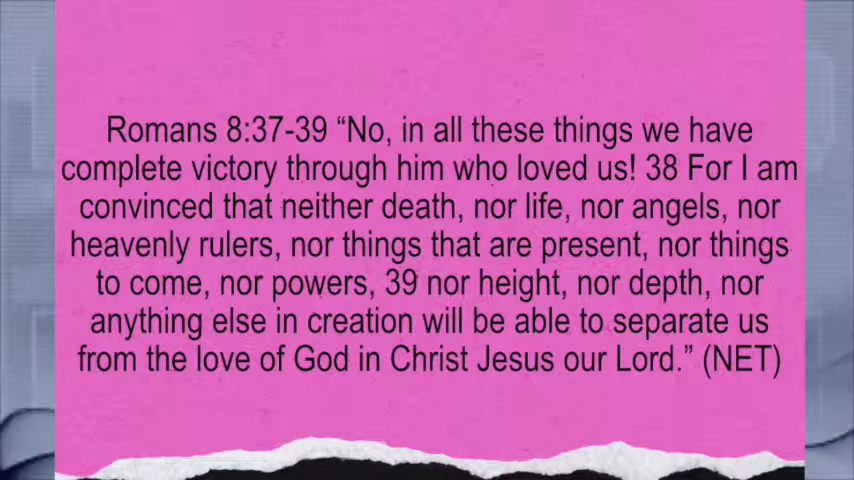 Romans 8:37-39 “No, in all these things we have
complete victory through him who loved us! 38 For I am
convinced that neither death, nor life, nor angels, nor
heavenly rulers, nor things that are present, nor things
to come, nor powers, 39 nor height, nor depth, nor
anything else in creation will be able to separate us
from the love of God in Christ Jesus our Lord.” (NET)